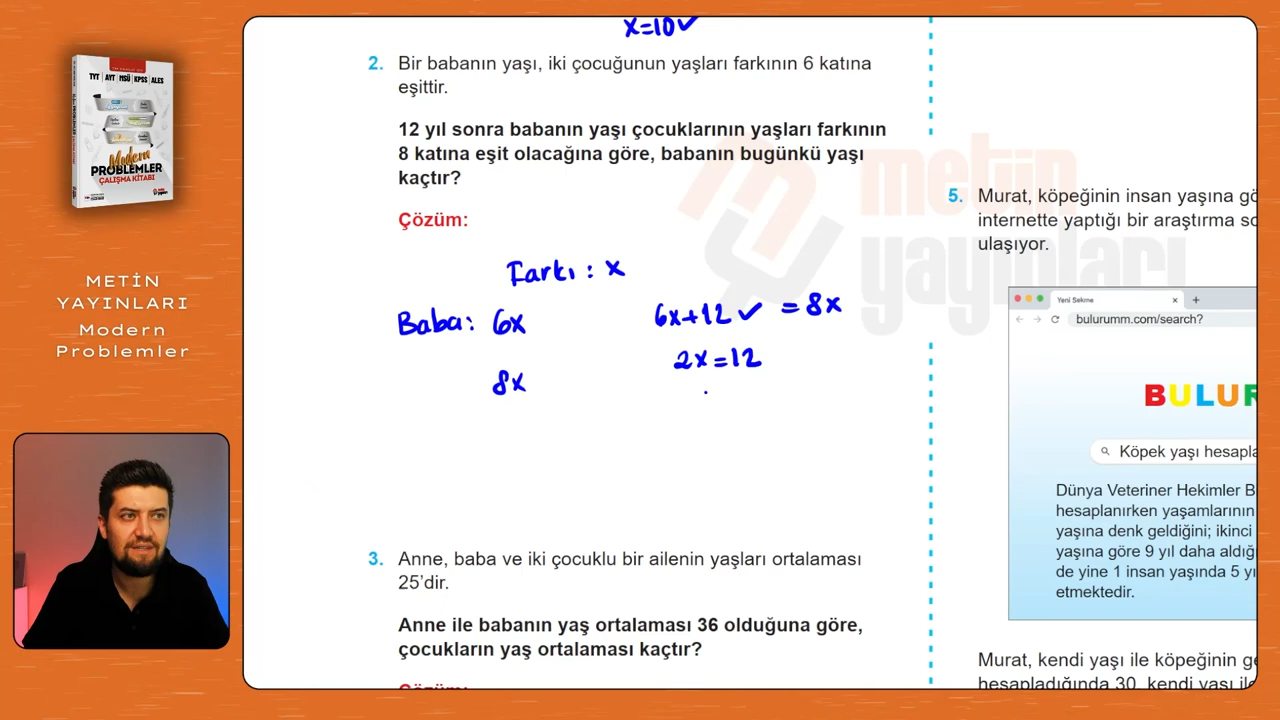 x=10✓
2. Bir babanın yaşı, iki çocuğunun yaşları farkının 6 katına
eşittir.
12 yıl sonra babanın yaşı çocuklarının yaşları farkının
8 katına eşit olacağına göre, babanın bugünkü yaşı
kaçtır?
Çözüm:
Farkı : x
Baba: 6x
6x+12 ✓ = 8x
2x=12
8x
3. Anne, baba ve iki çocuklu bir ailenin yaşları ortalaması
25'dir.
Anne ile babanın yaş ortalaması 36 olduğuna göre,
çocukların yaş ortalaması kaçtır?
Çözüm:
metin
yayınları
5. Murat, köpeğinin insan yaşına gö
internette yaptığı bir araştırma so
ulaşıyor.
Yeni Sekme
bulurumm.com/search?
BULUR
Köpek yaşı hesapla
Dünya Veteriner Hekimler B
hesaplanırken yaşamlarının
yaşına denk geldiğini; ikinci
yaşına göre 9 yıl daha aldığı
de yine 1 insan yaşında 5 yı
etmektedir.
Murat, kendi yaşı ile köpeğinin ge
hesapladığında 30, kendi yaşı ile
TYT | AYT | MSÜ | KPSS | ALES
Modern
PROBLEMLER
ÇALIŞMA KİTABI
METİN
YAYINLARI
Modern
Problemler